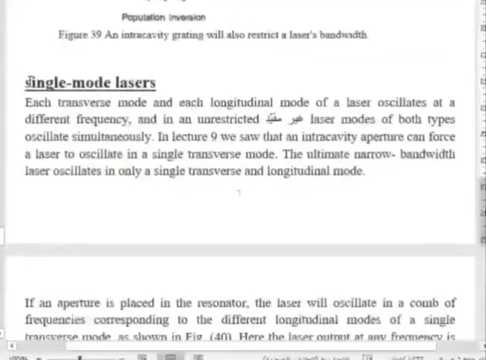 Population Inversion
Figure 39 An intracavity grating will also restrict a laser's bandwidth.
Single-mode lasers
Each transverse mode and each longitudinal mode of a laser oscillates at a
different frequency, and in an unrestricted غير مقيّد laser modes of both types
oscillate simultaneously. In lecture 9 we saw that an intracavity aperture can force
a laser to oscillate in a single transverse mode. The ultimate narrow- bandwidth
laser oscillates in only a single transverse and longitudinal mode.
If an aperture is placed in the resonator, the laser will oscillate in a comb of
frequencies corresponding to the different longitudinal modes of a single
transverse mode, as shown in Fig. (40). Here the laser output at any frequency is